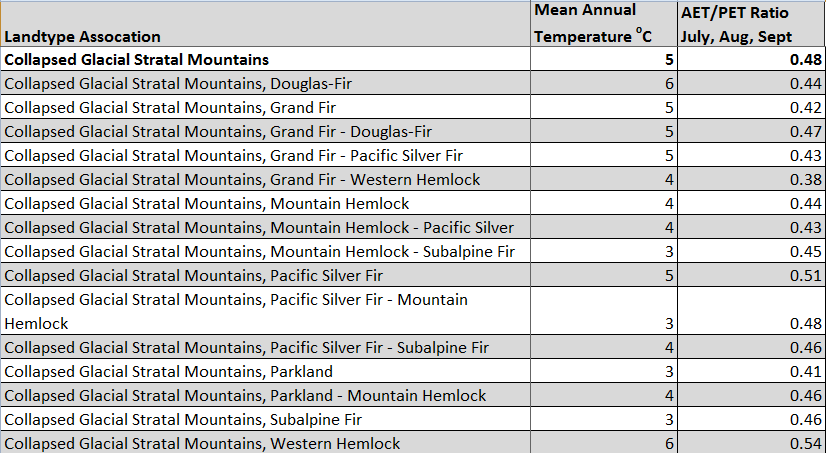 Landtype Assocation Mean Annual Temperature °C AET/PET Ratio July, Aug, Sept
Collapsed Glacial Stratal Mountains 5 0.48
Collapsed Glacial Stratal Mountains, Douglas-Fir 6 0.44
Collapsed Glacial Stratal Mountains, Grand Fir 5 0.42
Collapsed Glacial Stratal Mountains, Grand Fir - Douglas-Fir 5 0.47
Collapsed Glacial Stratal Mountains, Grand Fir - Pacific Silver Fir 5 0.43
Collapsed Glacial Stratal Mountains, Grand Fir - Western Hemlock 4 0.38
Collapsed Glacial Stratal Mountains, Mountain Hemlock 4 0.44
Collapsed Glacial Stratal Mountains, Mountain Hemlock - Pacific Silver 4 0.43
Collapsed Glacial Stratal Mountains, Mountain Hemlock - Subalpine Fir 3 0.45
Collapsed Glacial Stratal Mountains, Pacific Silver Fir 5 0.51
Collapsed Glacial Stratal Mountains, Pacific Silver Fir - Mountain
Hemlock 3 0.48
Collapsed Glacial Stratal Mountains, Pacific Silver Fir - Subalpine Fir 4 0.46
Collapsed Glacial Stratal Mountains, Parkland 3 0.41
Collapsed Glacial Stratal Mountains, Parkland - Mountain Hemlock 4 0.46
Collapsed Glacial Stratal Mountains, Subalpine Fir 3 0.46
Collapsed Glacial Stratal Mountains, Western Hemlock 6 0.54